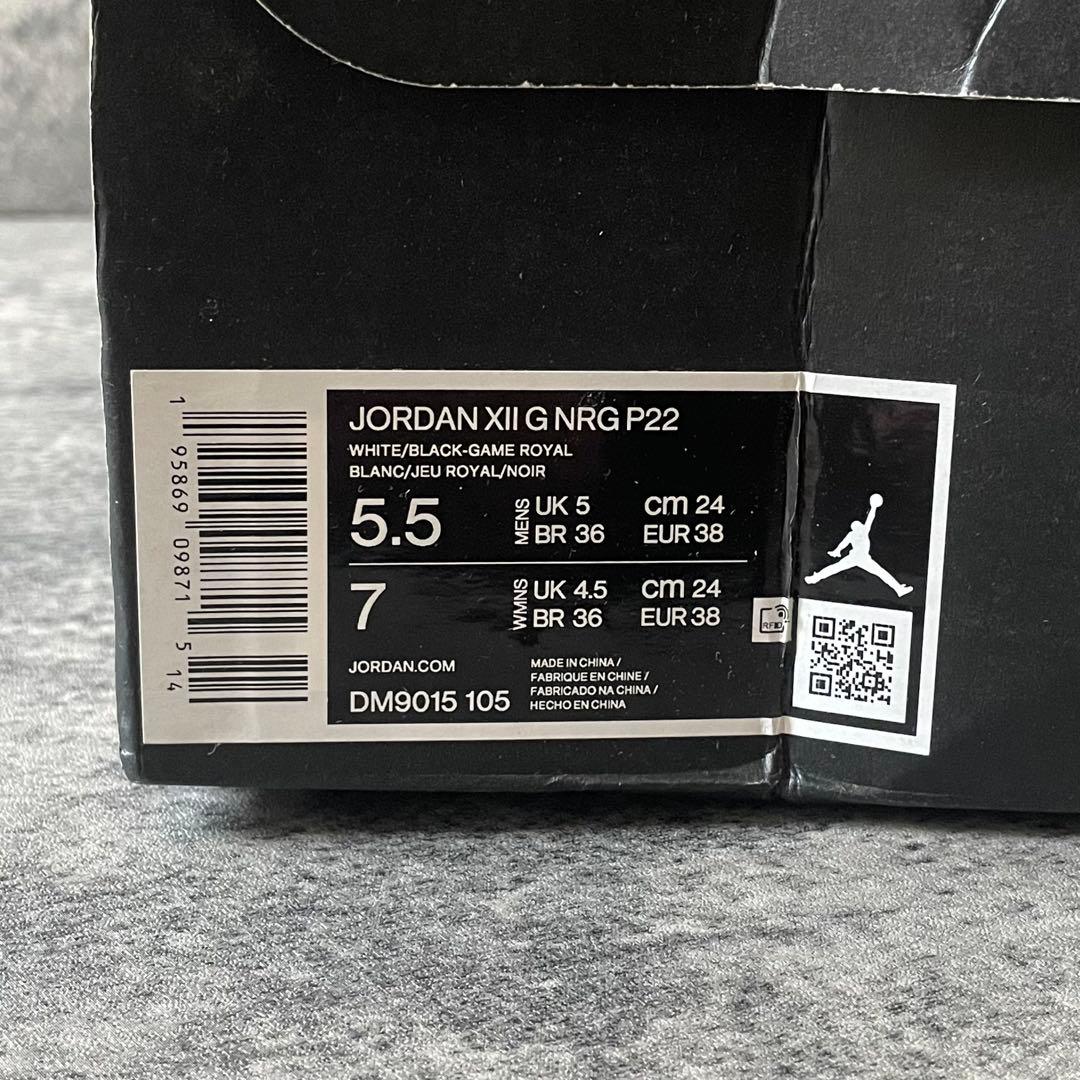 1 95869 09871 5 14
JORDAN XII G NRG P22
WHITE/BLACK-GAME ROYAL
BLANC/JEU ROYAL/NOIR
5.5 MENS UK 5 cm 24
BR 36 EUR 38
7 WMNS UK 4.5 cm 24
BR 36 EUR 38
RFID
JORDAN.COM
DM9015 105
MADE IN CHINA /
FABRIQUE EN CHINE /
FABRICADO NA CHINA /
HECHO EN CHINA